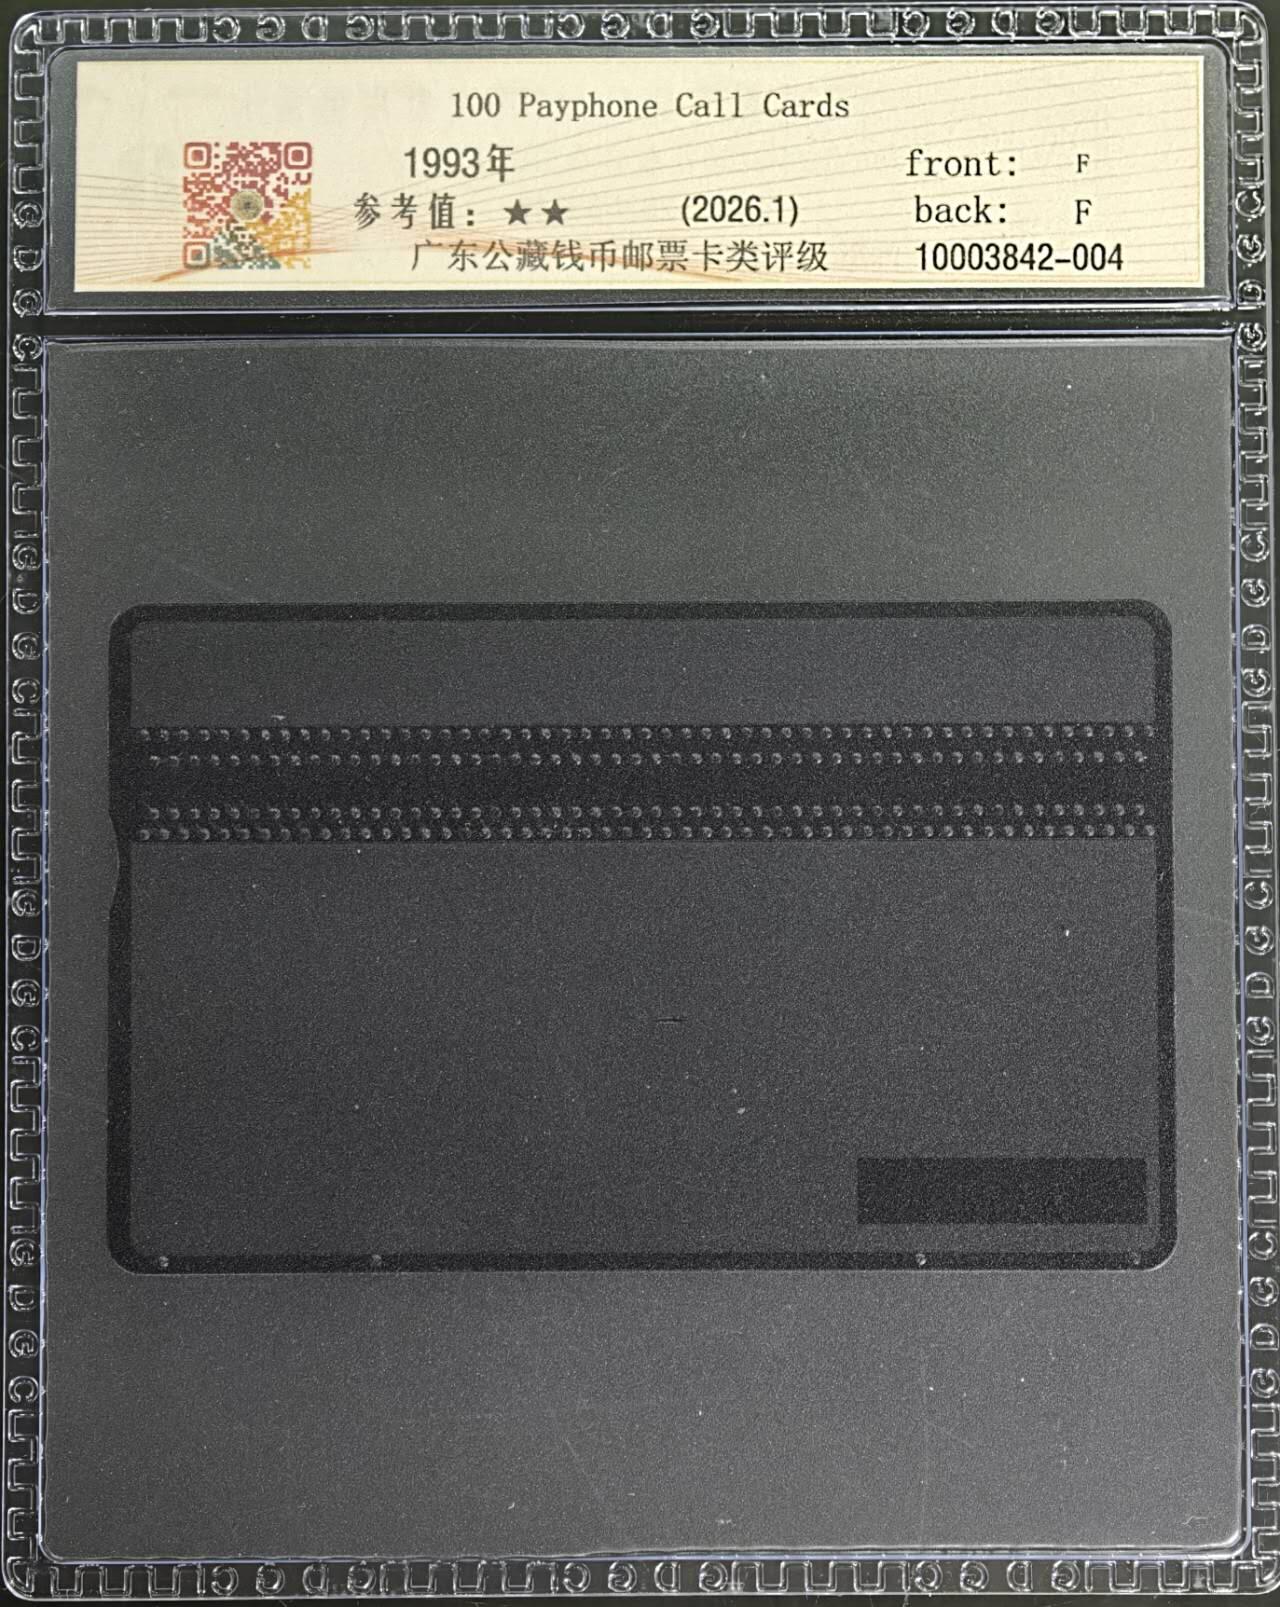 100 Payphone Call Cards
1993年 front: F
参考值：★★ (2026.1) back: F
广东公藏钱币邮票卡类评级 10003842-004